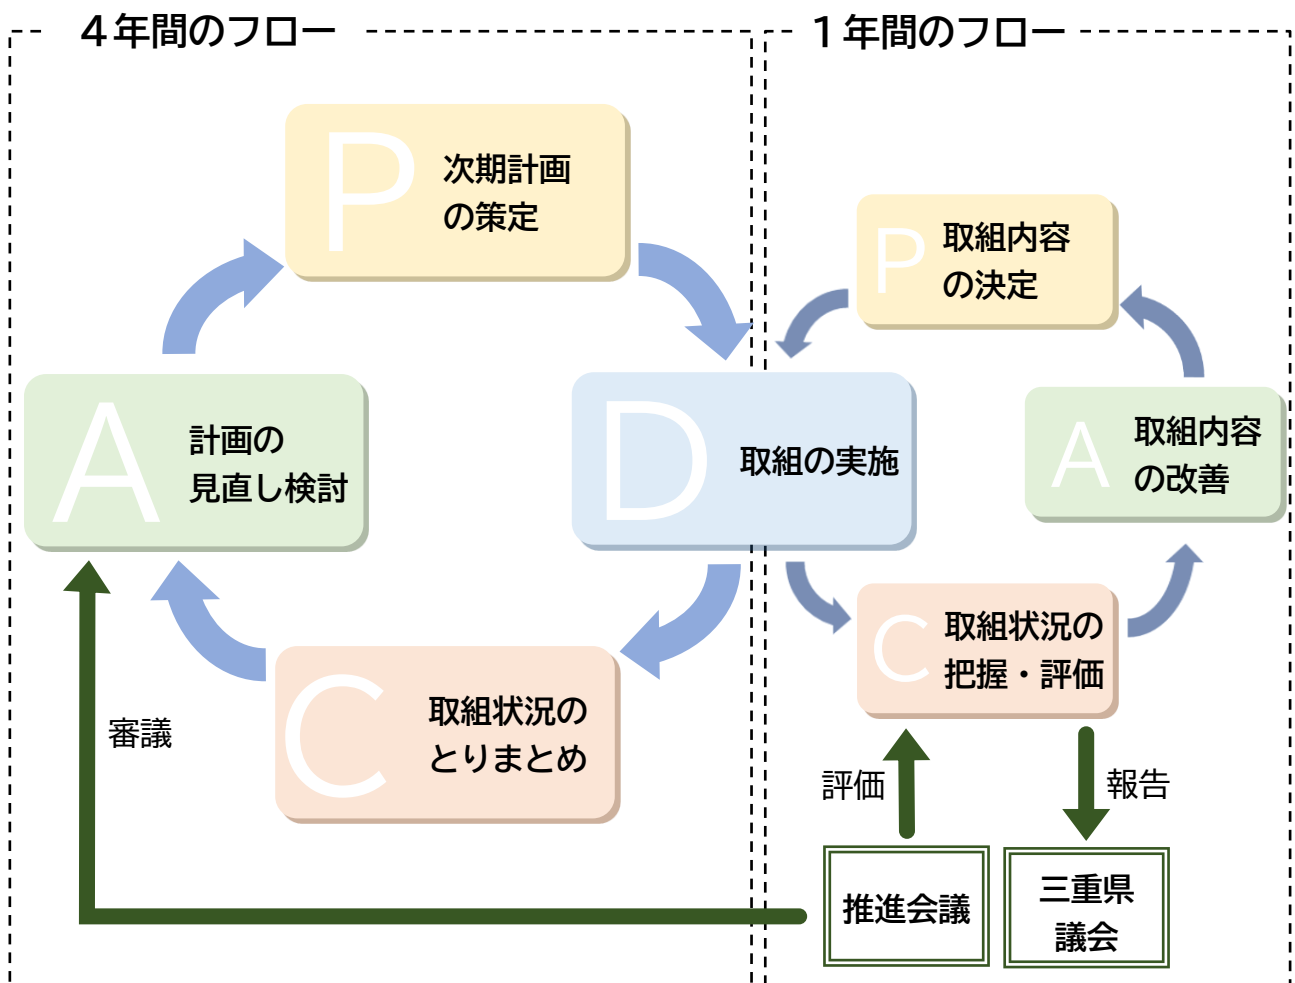 ４年間のフロー
P
次期計画
の策定
A
計画の
見直し検討
D
取組の実施
C
取組状況の
とりまとめ
審議
１年間のフロー
P
取組内容
の決定
A
取組内容
の改善
C
取組状況の
把握・評価
評価
報告
推進会議
三重県
議会